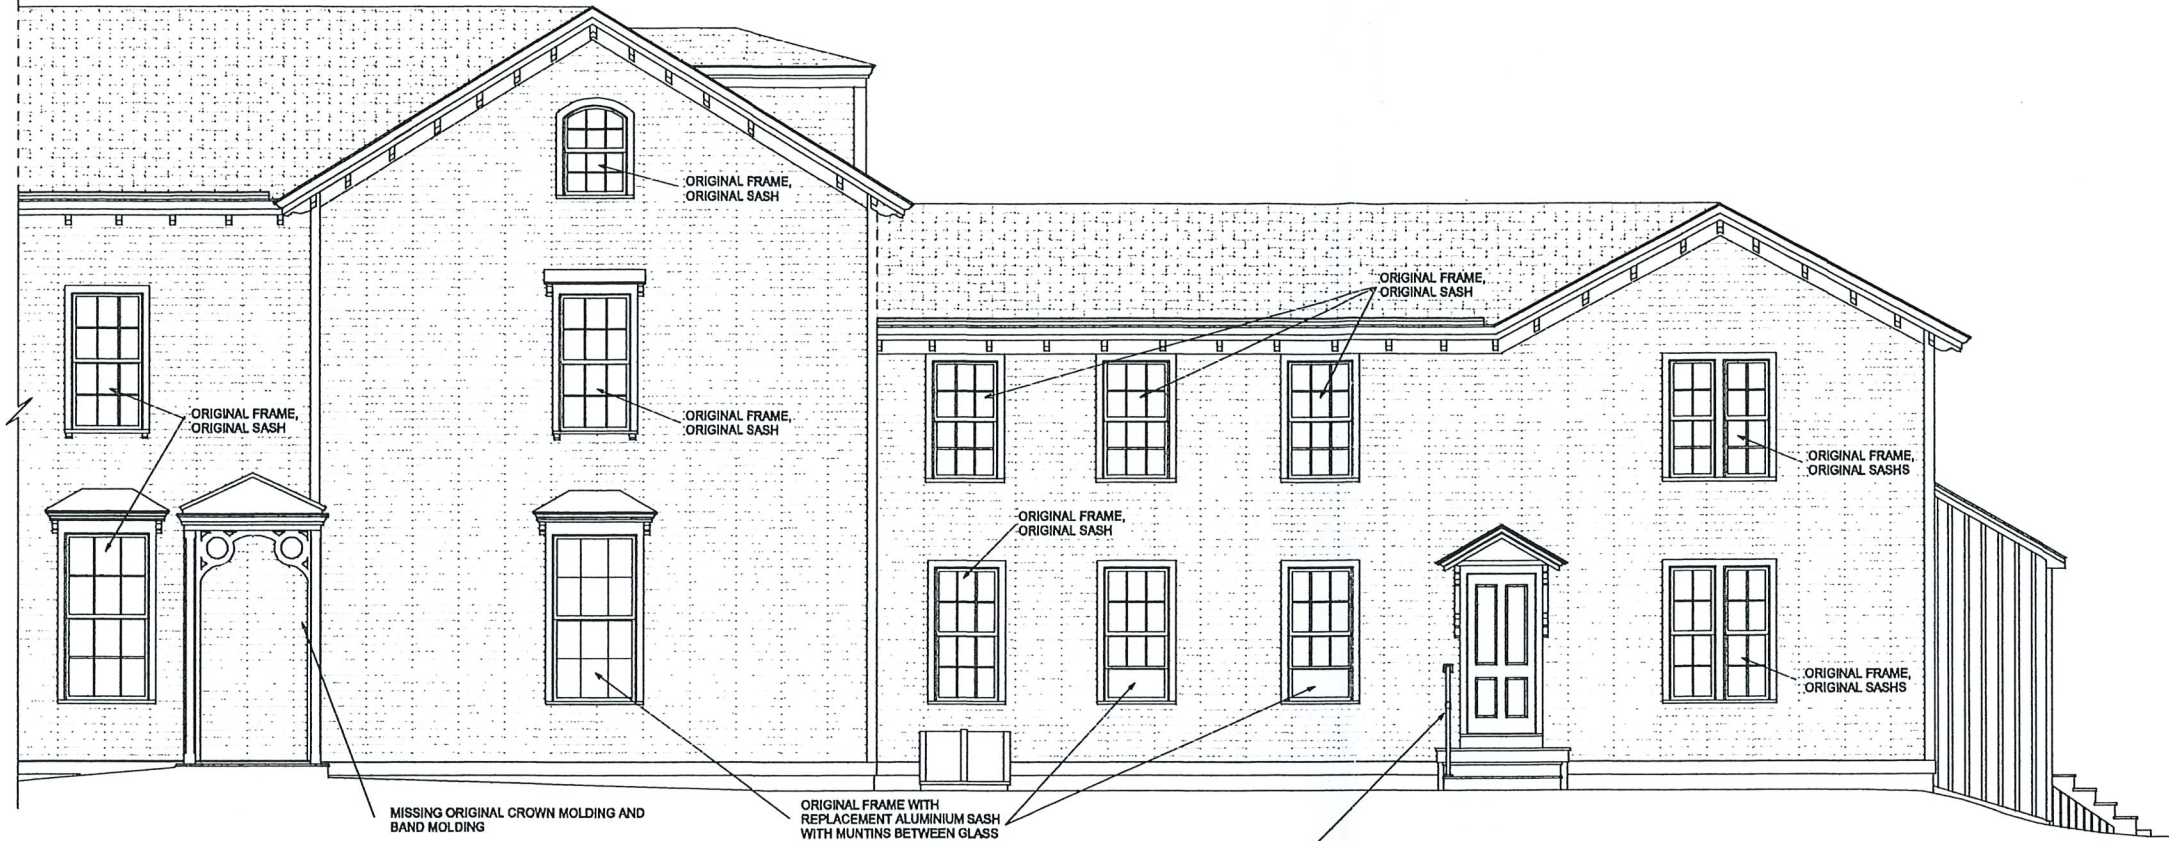 ORIGINAL FRAME,
ORIGINAL SASH
ORIGINAL FRAME,
ORIGINAL SASH
ORIGINAL FRAME,
ORIGINAL SASH
ORIGINAL FRAME,
ORIGINAL SASH
ORIGINAL FRAME,
ORIGINAL SASHS
ORIGINAL FRAME,
ORIGINAL SASH
ORIGINAL FRAME,
ORIGINAL SASHS
MISSING ORIGINAL CROWN MOLDING AND
BAND MOLDING
ORIGINAL FRAME WITH
REPLACEMENT ALUMINIUM SASH
WITH MUNTINS BETWEEN GLASS